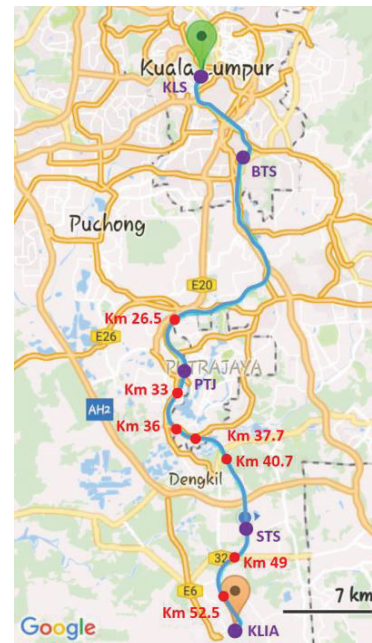 Kuala Lumpur
KLS
BTS
Puchong
E20
Km 26.5
E26
PUTRAJAYA
PTJ
Km 33
AH2
Km 36
Km 37.7
Km 40.7
Dengkil
STS
32
Km 49
E6
Km 52.5
7 km
Google
KLIA